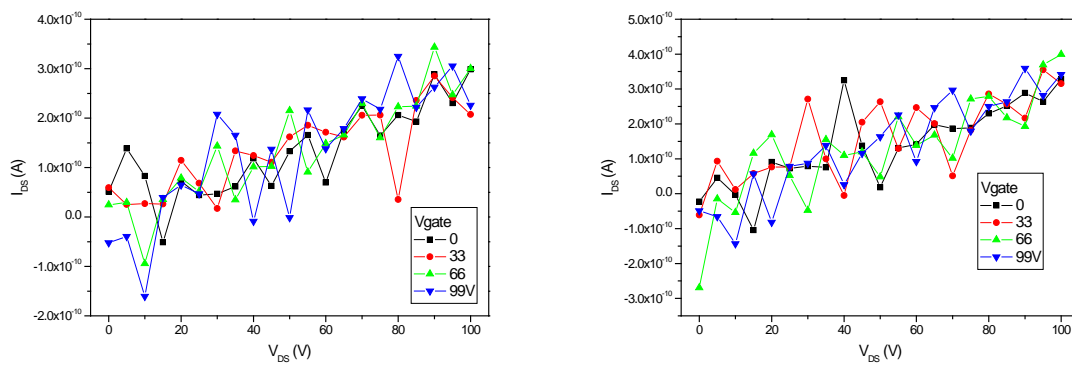 4.0x10⁻¹⁰
3.0x10⁻¹⁰
2.0x10⁻¹⁰
1.0x10⁻¹⁰
0.0
-1.0x10⁻¹⁰
-2.0x10⁻¹⁰
I_DS (A)
0 20 40 60 80 100
V_DS (V)
Vgate
0
33
66
99V
5.0x10⁻¹⁰
4.0x10⁻¹⁰
3.0x10⁻¹⁰
2.0x10⁻¹⁰
1.0x10⁻¹⁰
0.0
-1.0x10⁻¹⁰
-2.0x10⁻¹⁰
-3.0x10⁻¹⁰
I_DS (A)
0 20 40 60 80 100
V_DS (V)
Vgate
0
33
66
99V